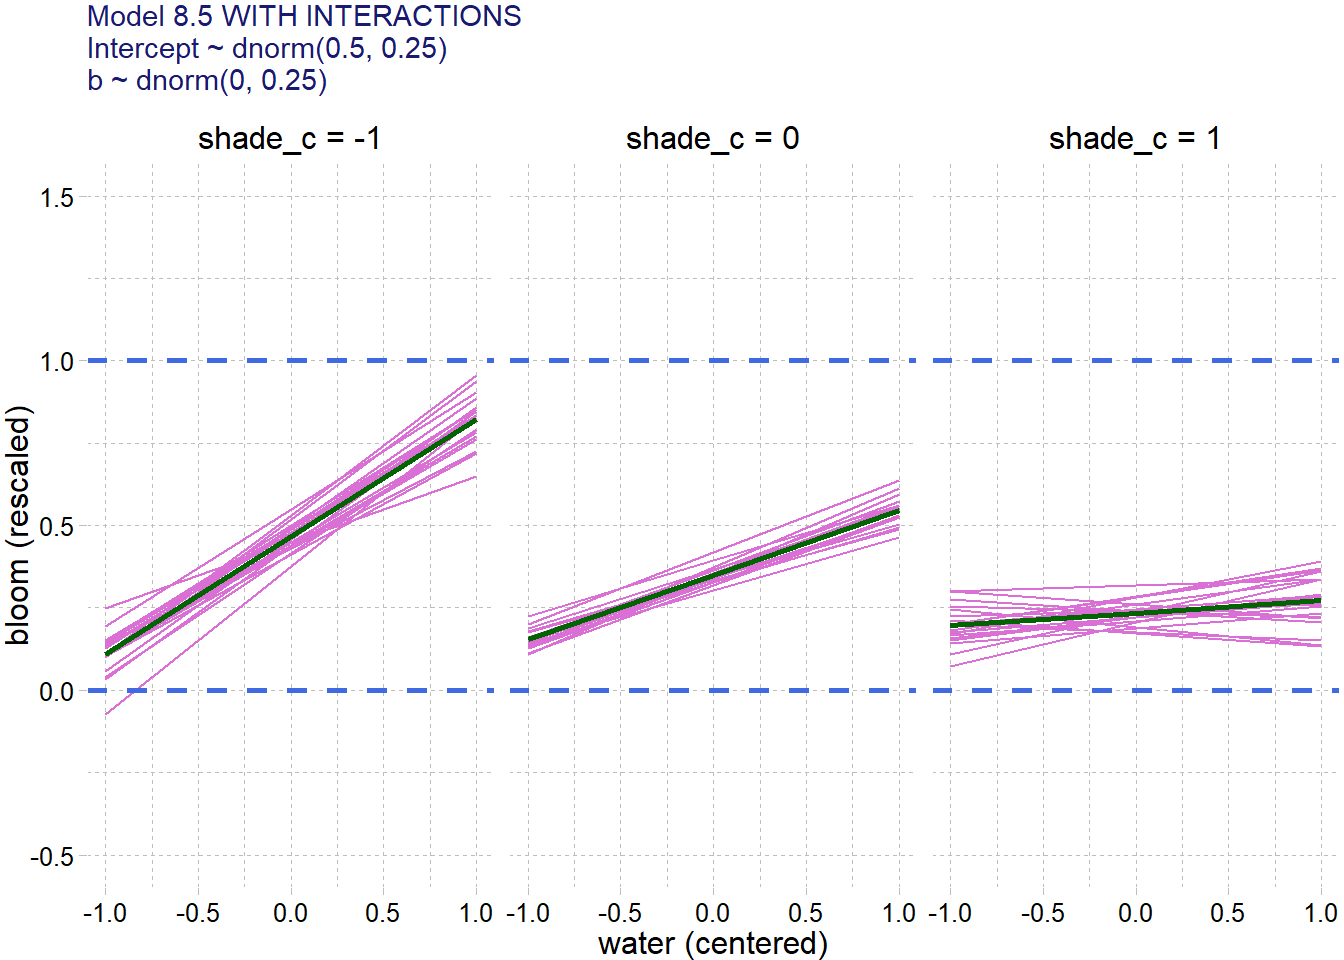 Model 8.5 WITH INTERACTIONS
Intercept ~ dnorm(0.5, 0.25)
b ~ dnorm(0, 0.25)
shade_c = -1
shade_c = 0
shade_c = 1
bloom (rescaled)
1.5
1.0
0.5
0.0
-0.5
-1.0 -0.5 0.0 0.5 1.0
-1.0 -0.5 0.0 0.5 1.0
-1.0 -0.5 0.0 0.5 1.0
water (centered)